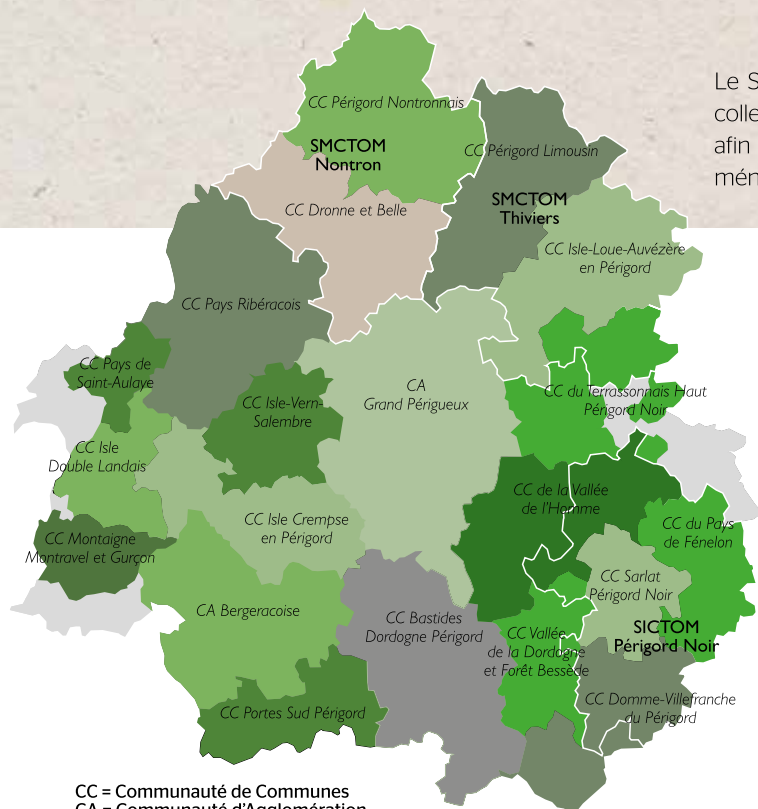 Le S
colle
afin
mén
CC Périgord Nontronnais
SMCTOM
Nontron
CC Périgord Limousin
SMCTOM
Thiviers
CC Dronne et Belle
CC Isle-Loue-Auvézère
en Périgord
CC Pays Ribéracois
CC Pays de
Saint-Aulaye
CA
Grand Périgueux
CC du Terrassonnais Haut
Périgord Noir
CC Isle-Vern-
Salembre
CC Isle
Double Landais
CC de la Vallée
de l'Homme
CC Isle Crempse
en Périgord
CC du Pays
de Fénelon
CC Montaigne
Montravel et Gurçon
CC Sarlat
Périgord Noir
CA Bergeracoise
CC Bastides
Dordogne Périgord
CC Vallée
de la Dordogne
et Forêt Bessède
SICTOM
Périgord Noir
CC Domme-Villefranche
du Périgord
CC Portes Sud Périgord
CC = Communauté de Communes
CA = Communauté d'Agglomération